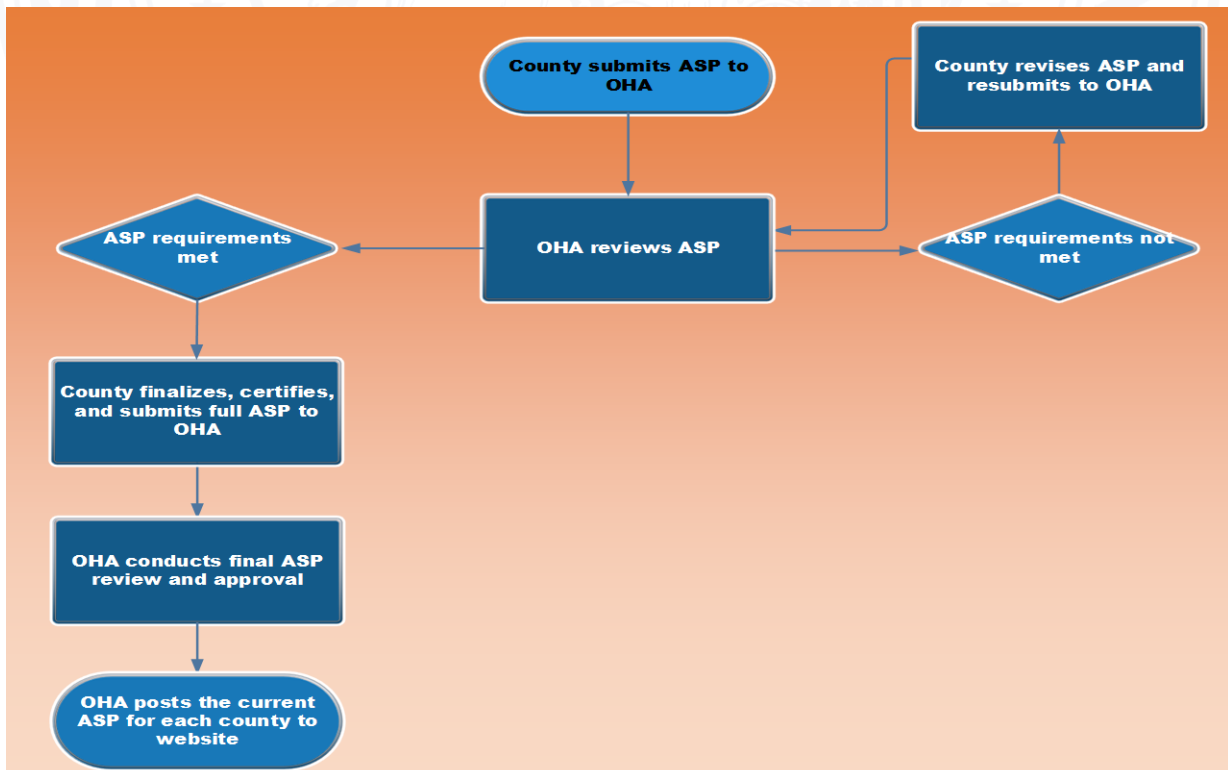 County submits ASP to
OHA
County revises ASP and
resubmits to OHA
ASP requirements
met
OHA reviews ASP
ASP requirements not
met
County finalizes, certifies,
and submits full ASP to
OHA
OHA conducts final ASP
review and approval
OHA posts the current
ASP for each county to
website